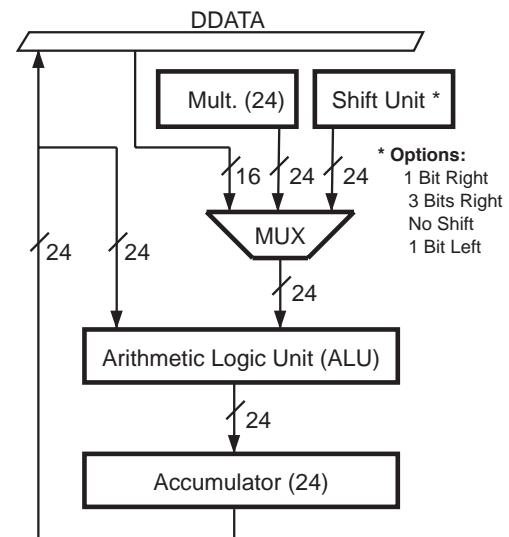 DDATA
Mult. (24)
Shift Unit *
* Options:
1 Bit Right
3 Bits Right
No Shift
1 Bit Left
16
24
24
MUX
24
24
24
Arithmetic Logic Unit (ALU)
24
Accumulator (24)